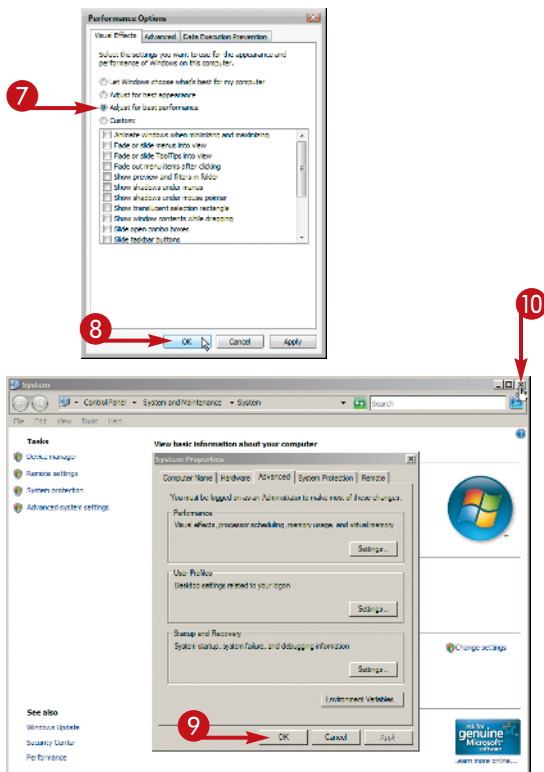 Performance Options
Visual Effects Advanced Data Execution Prevention
Select the settings you want to use for the appearance and
performance of Windows on this computer.
Let Windows choose what's best for my computer
Adjust for best appearance
7
Adjust for best performance
Custom:
Animate windows when minimizing and maximizing
Fade or slide menus into view
Fade or slide ToolTips into view
Fade out menu items after clicking
Show preview and filters in folder
Show shadows under menus
Show shadows under mouse pointer
Show translucent selection rectangle
Show window contents while dragging
Slide open combo boxes
Slide taskbar buttons
8
OK Cancel Apply
10
System
Control Panel System and Maintenance System Search
File Edit View Tools Help
Tasks
Device manager
Remote settings
System protection
Advanced system settings
View basic information about your computer
System Properties
Computer Name Hardware Advanced System Protection Remote
You must be logged on as an Administrator to make most of these changes.
Performance
Visual effects, processor scheduling, memory usage, and virtual memory
Settings...
User Profiles
Desktop settings related to your logon
Settings...
Startup and Recovery
System startup, system failure, and debugging information
Settings...
Environment Variables...
9
OK Cancel Apply
Change settings
See also
Windows Update
Security Center
Performance
ask for
genuine
Microsoft
software
Learn more online...